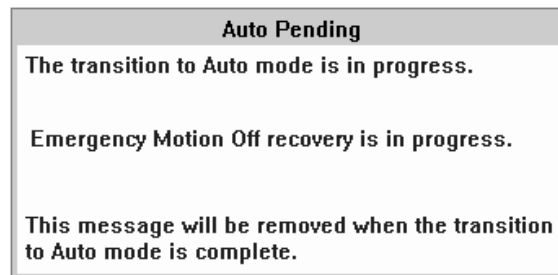 Auto Pending
The transition to Auto mode is in progress.
Emergency Motion Off recovery is in progress.
This message will be removed when the transition
to Auto mode is complete.